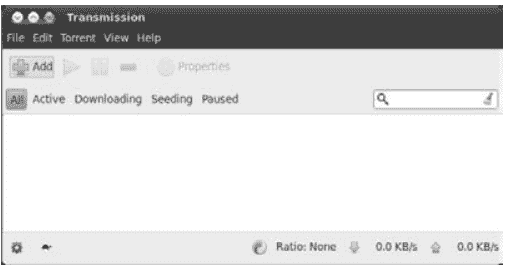 Transmission
File Edit Torrent View Help
Add Properties
All Active Downloading Seeding Paused
Ratio: None 0.0 KB/s 0.0 KB/s